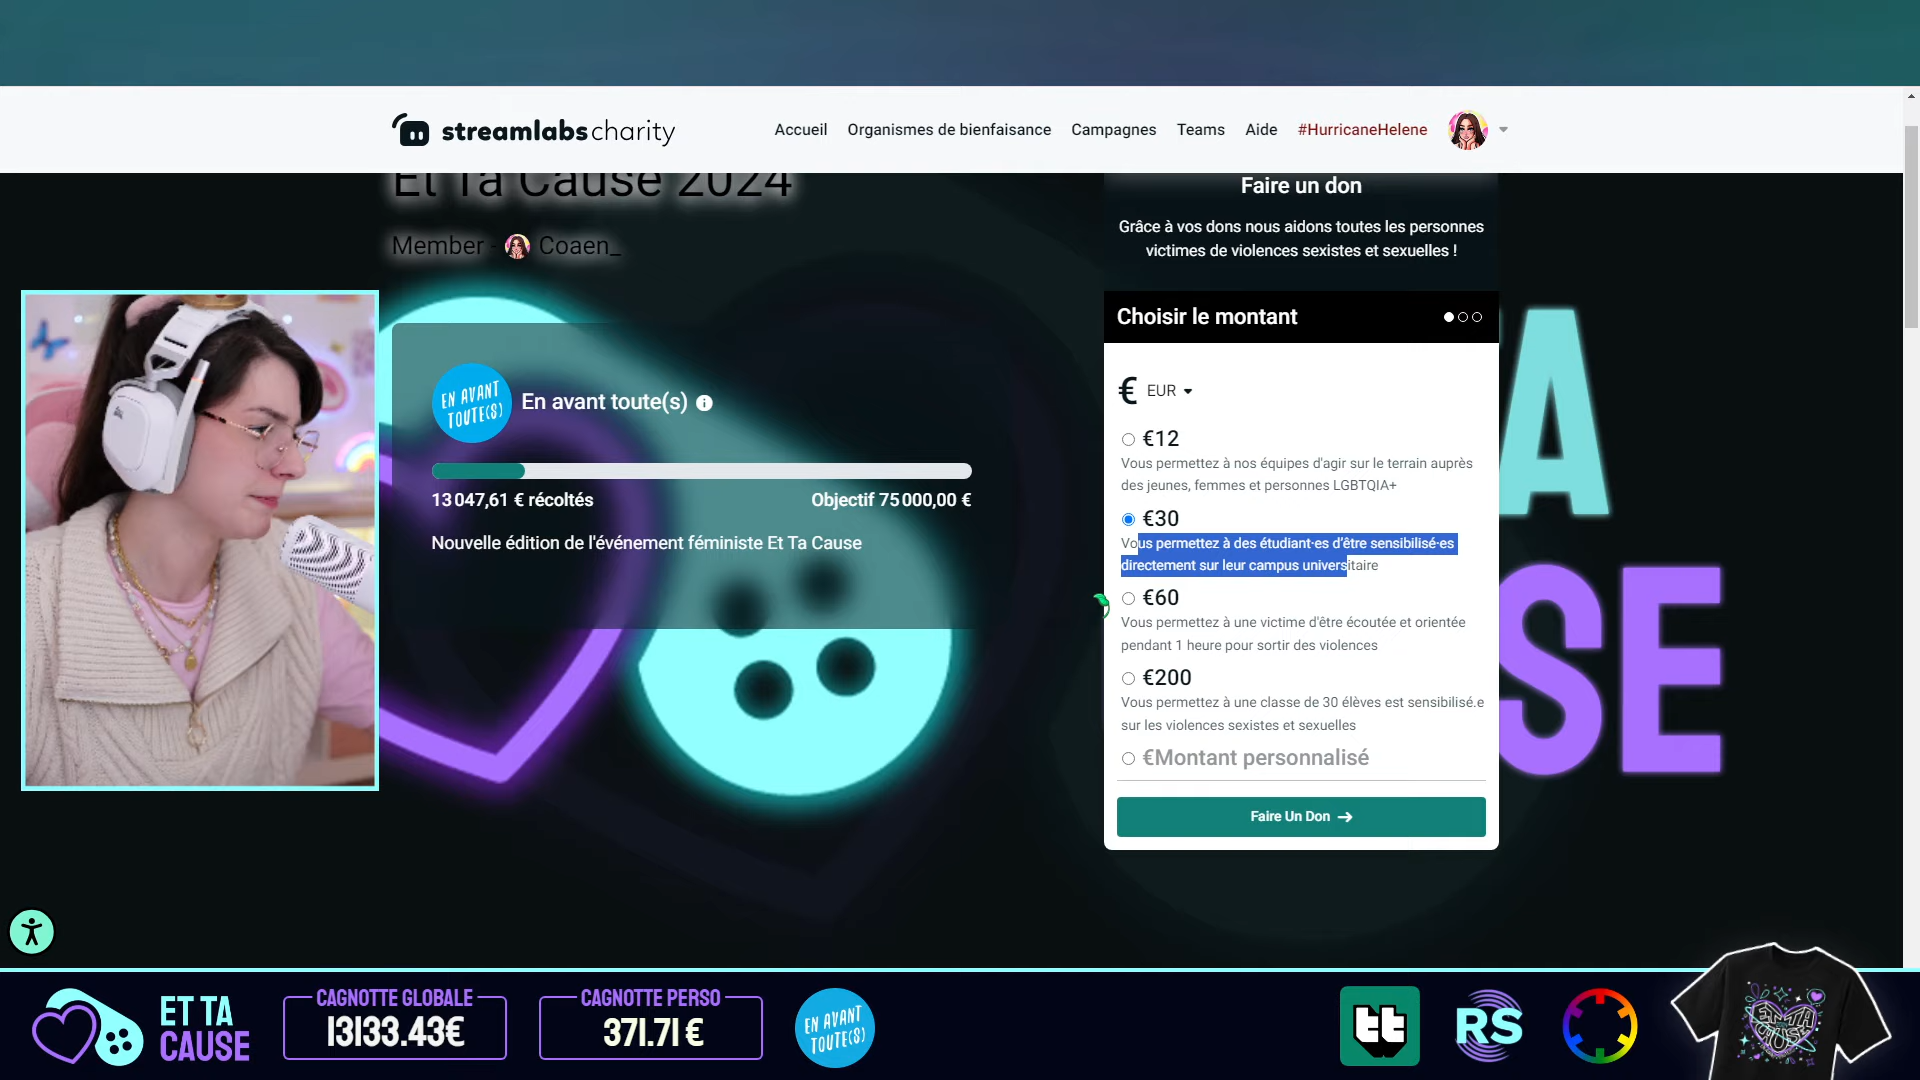 streamlabs charity
Accueil
Organismes de bienfaisance
Campagnes
Teams
Aide
#HurricaneHelene
Et Ta Cause 2024
Member - Coaen_
EN AVANT
TOUTE(S)
En avant toute(s)
13 047,61 € récoltés
Objectif 75 000,00 €
Nouvelle édition de l'événement féministe Et Ta Cause
Faire un don
Grâce à vos dons nous aidons toutes les personnes
victimes de violences sexistes et sexuelles !
Choisir le montant
€ EUR
€12
Vous permettez à nos équipes d'agir sur le terrain auprès
des jeunes, femmes et personnes LGBTQIA+
€30
Vous permettez à des étudiant·es d'être sensibilisé·es
directement sur leur campus universitaire
€60
Vous permettez à une victime d'être écoutée et orientée
pendant 1 heure pour sortir des violences
€200
Vous permettez à une classe de 30 élèves est sensibilisé.e
sur les violences sexistes et sexuelles
€Montant personnalisé
Faire Un Don
A
SE
ET TA
CAUSE
CAGNOTTE GLOBALE
13133.43€
CAGNOTTE PERSO
371.71 €
EN AVANT
TOUTE(S)
tt
RS
ET TA
CAUSE